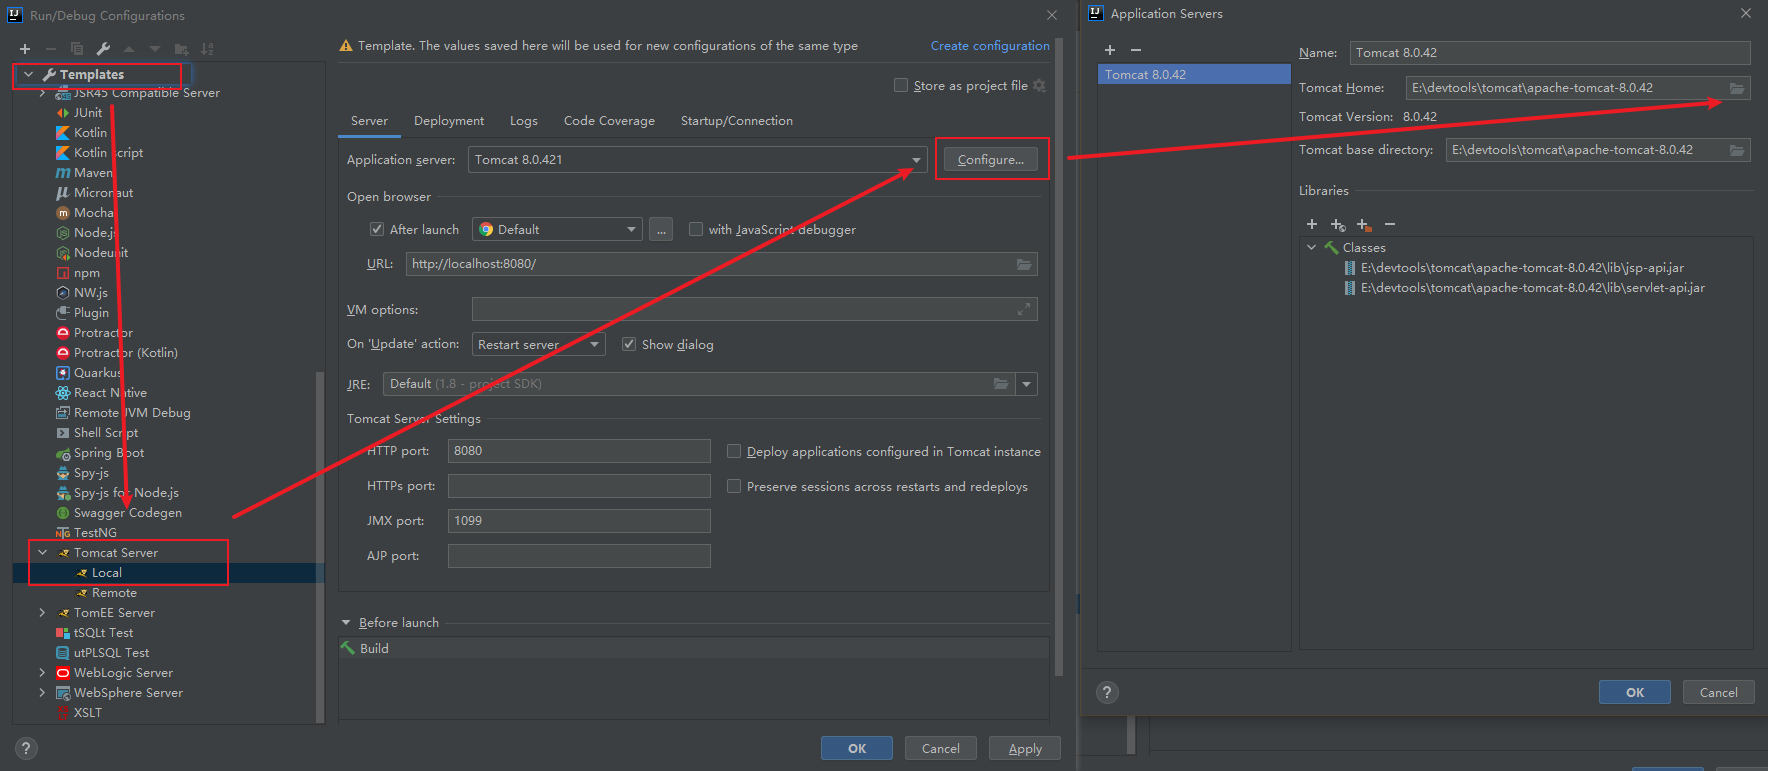 Run/Debug Configurations
Templates
JSR45 Compatible Server
JUnit
Kotlin
Kotlin script
Maven
Micronaut
Mocha
Node.js
Nodeunit
npm
NW.js
Plugin
Protractor
Protractor (Kotlin)
Quarkus
React Native
Remote JVM Debug
Shell Script
Spring Boot
Spy-js
Spy-js for Node.js
Swagger Codegen
TestNG
Tomcat Server
Local
Remote
TomEE Server
tSQLt Test
utPLSQL Test
WebLogic Server
WebSphere Server
XSLT
?
Template. The values saved here will be used for new configurations of the same type
Create configuration
Store as project file
Server Deployment Logs Code Coverage Startup/Connection
Application server: Tomcat 8.0.421 Configure...
Open browser
After launch Default ... with JavaScript debugger
URL: http://localhost:8080/
VM options:
On 'Update' action: Restart server Show dialog
JRE: Default (1.8 - project SDK)
Tomcat Server Settings
HTTP port: 8080 Deploy applications configured in Tomcat instance
HTTPs port: Preserve sessions across restarts and redeploys
JMX port: 1099
AJP port:
Before launch
Build
OK Cancel Apply
Application Servers
Tomcat 8.0.42
Name: Tomcat 8.0.42
Tomcat Home: E:\devtools\tomcat\apache-tomcat-8.0.42
Tomcat Version: 8.0.42
Tomcat base directory: E:\devtools\tomcat\apache-tomcat-8.0.42
Libraries
Classes
E:\devtools\tomcat\apache-tomcat-8.0.42\lib\jsp-api.jar
E:\devtools\tomcat\apache-tomcat-8.0.42\lib\servlet-api.jar
?
OK Cancel